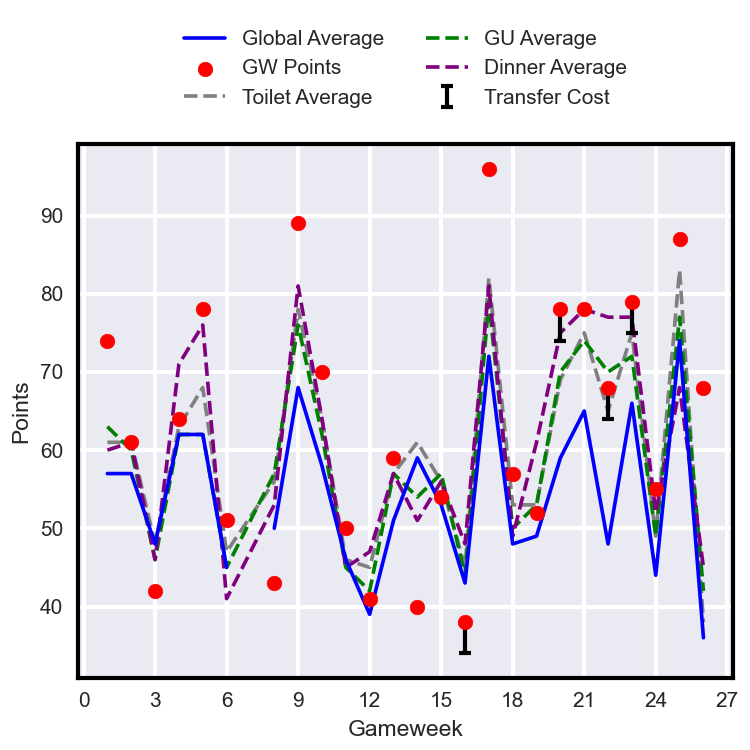 Global Average
GW Points
Toilet Average
GU Average
Dinner Average
Transfer Cost
90
80
70
60
50
40
Points
0 3 6 9 12 15 18 21 24 27
Gameweek